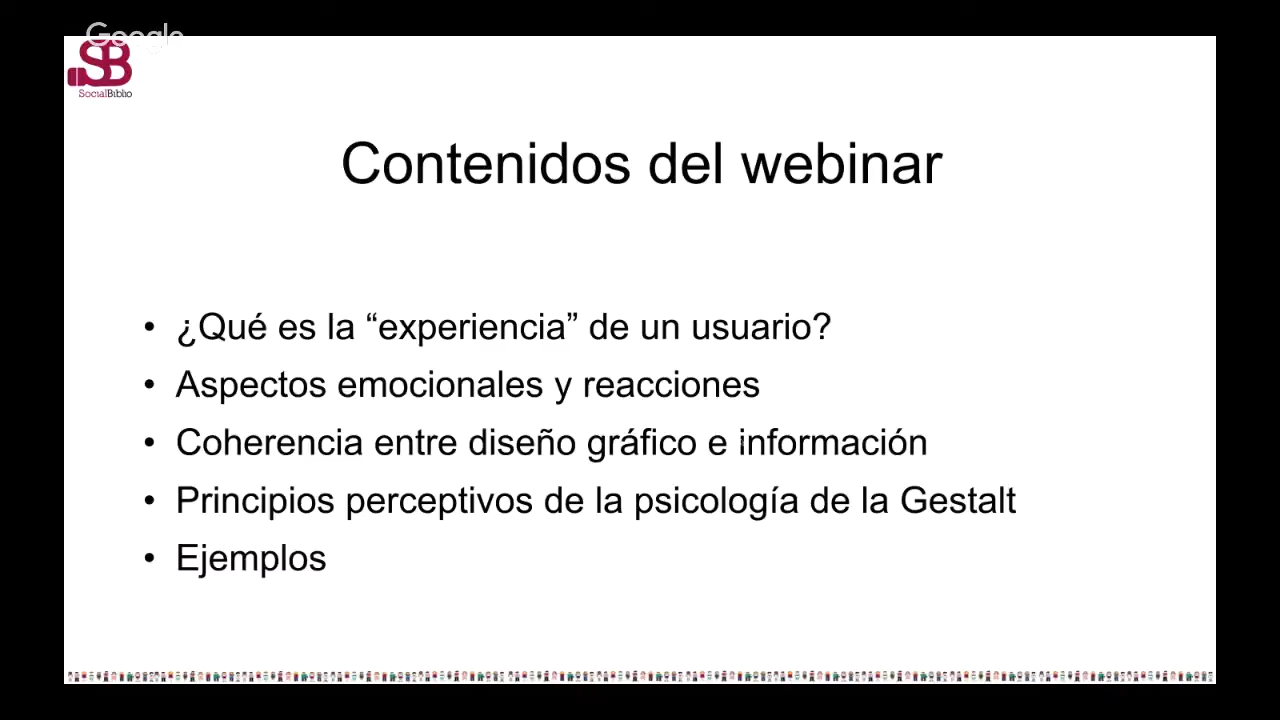 Google
SB
SocialBiblio
Contenidos del webinar
• ¿Qué es la “experiencia” de un usuario?
• Aspectos emocionales y reacciones
• Coherencia entre diseño gráfico e información
• Principios perceptivos de la psicología de la Gestalt
• Ejemplos